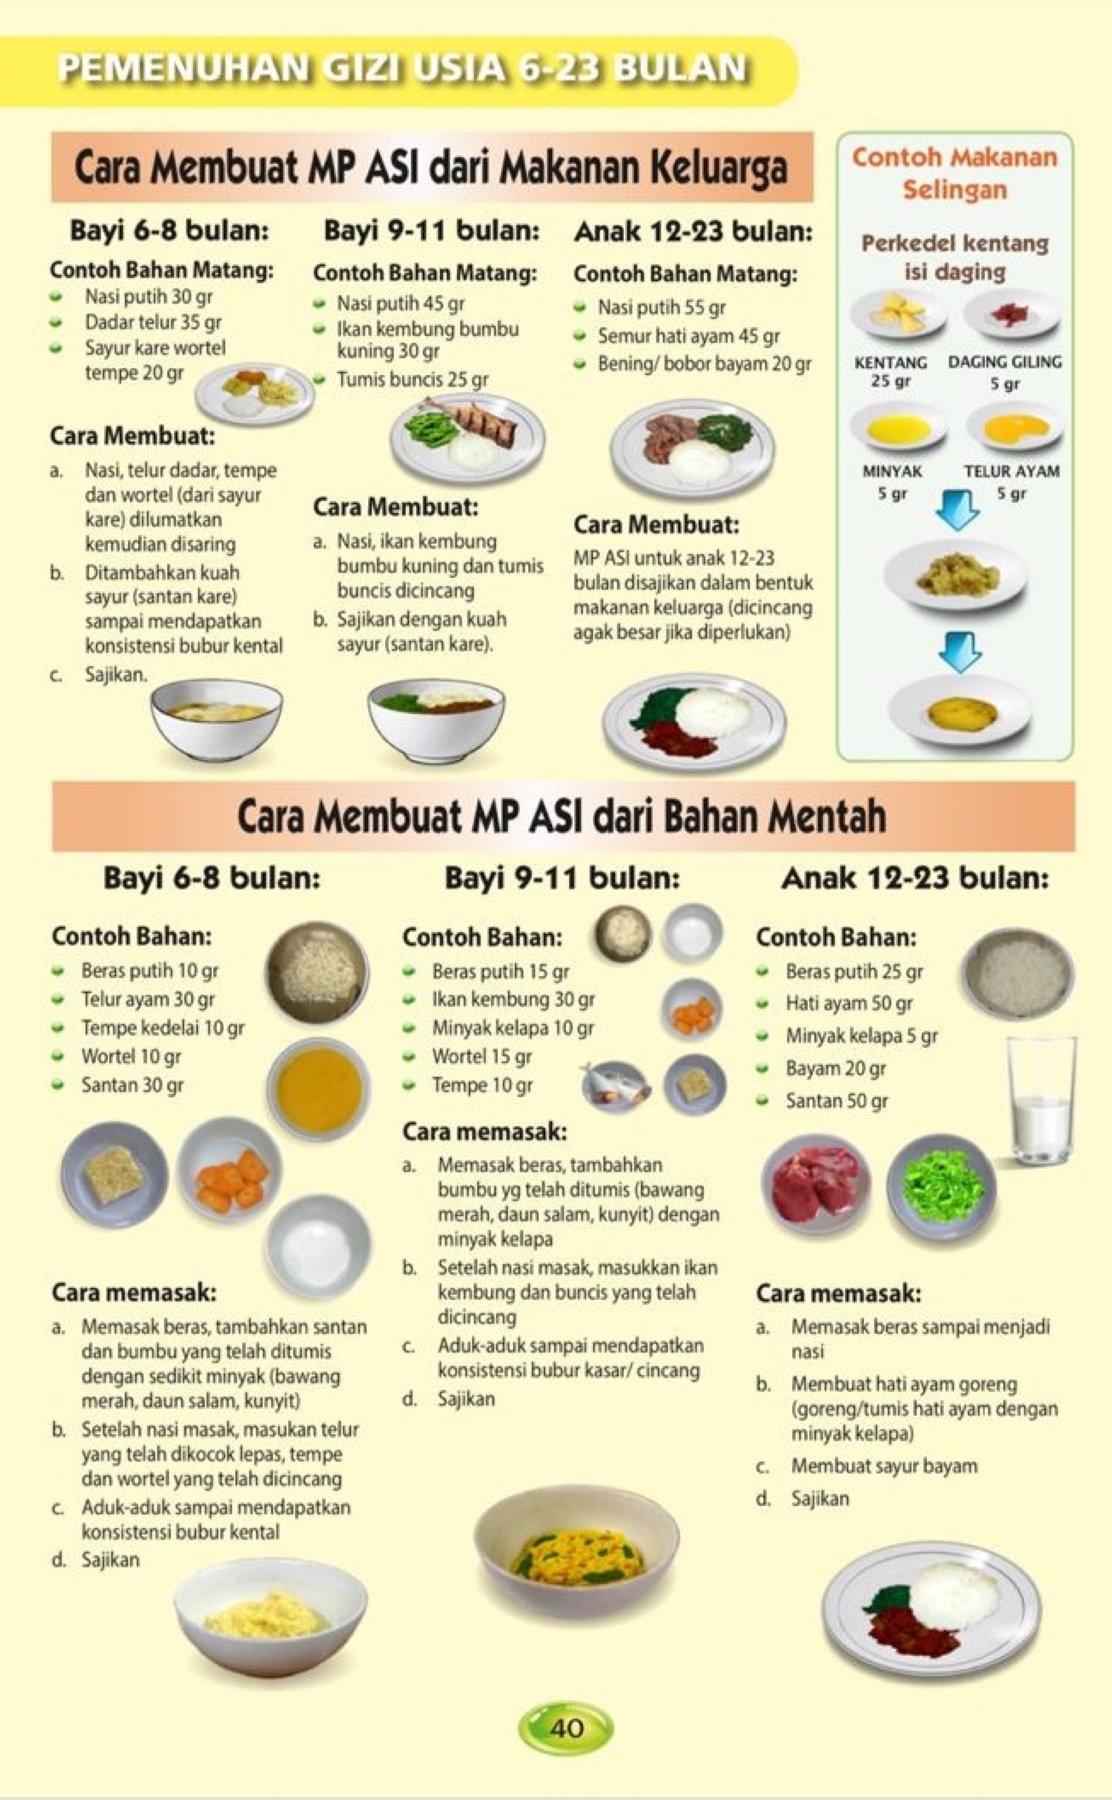 PEMENUHAN GIZI USIA 6-23 BULAN
Cara Membuat MP ASI dari Makanan Keluarga
Bayi 6-8 bulan:
Contoh Bahan Matang:
Nasi putih 30 gr
Dadar telur 35 gr
Sayur kare wortel
tempe 20 gr
Cara Membuat:
a. Nasi, telur dadar, tempe
dan wortel (dari sayur
kare) dilumatkan
kemudian disaring
b. Ditambahkan kuah
sayur (santan kare)
sampai mendapatkan
konsistensi bubur kental
c. Sajikan.
Bayi 9-11 bulan:
Contoh Bahan Matang:
Nasi putih 45 gr
Ikan kembung bumbu
kuning 30 gr
Tumis buncis 25 gr
Cara Membuat:
a. Nasi, ikan kembung
bumbu kuning dan tumis
buncis dicincang
b. Sajikan dengan kuah
sayur (santan kare).
Anak 12-23 bulan:
Contoh Bahan Matang:
Nasi putih 55 gr
Semur hati ayam 45 gr
Bening/ bobor bayam 20 gr
Cara Membuat:
MP ASI untuk anak 12-23
bulan disajikan dalam bentuk
makanan keluarga (dicincang
agak besar jika diperlukan)
Contoh Makanan
Selingan
Perkedel kentang
isi daging
KENTANG
25 gr
DAGING GILING
5 gr
MINYAK
5 gr
TELUR AYAM
5 gr
Cara Membuat MP ASI dari Bahan Mentah
Bayi 6-8 bulan:
Contoh Bahan:
Beras putih 10 gr
Telur ayam 30 gr
Tempe kedelai 10 gr
Wortel 10 gr
Santan 30 gr
Cara memasak:
a. Memasak beras, tambahkan santan
dan bumbu yang telah ditumis
dengan sedikit minyak (bawang
merah, daun salam, kunyit)
b. Setelah nasi masak, masukan telur
yang telah dikocok lepas, tempe
dan wortel yang telah dicincang
c. Aduk-aduk sampai mendapatkan
konsistensi bubur kental
d. Sajikan
Bayi 9-11 bulan:
Contoh Bahan:
Beras putih 15 gr
Ikan kembung 30 gr
Minyak kelapa 10 gr
Wortel 15 gr
Tempe 10 gr
Cara memasak:
a. Memasak beras, tambahkan
bumbu yg telah ditumis (bawang
merah, daun salam, kunyit) dengan
minyak kelapa
b. Setelah nasi masak, masukkan ikan
kembung dan buncis yang telah
dicincang
c. Aduk-aduk sampai mendapatkan
konsistensi bubur kasar/ cincang
d. Sajikan
Anak 12-23 bulan:
Contoh Bahan:
Beras putih 25 gr
Hati ayam 50 gr
Minyak kelapa 5 gr
Bayam 20 gr
Santan 50 gr
Cara memasak:
a. Memasak beras sampai menjadi
nasi
b. Membuat hati ayam goreng
(goreng/tumis hati ayam dengan
minyak kelapa)
c. Membuat sayur bayam
d. Sajikan
40